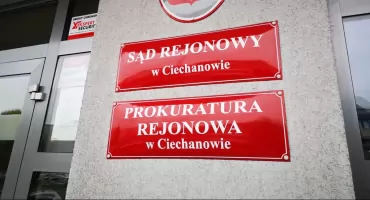 SĄD REJONOWY
w Ciechanowie
PROKURATURA
REJONOWA
w Ciechanowie